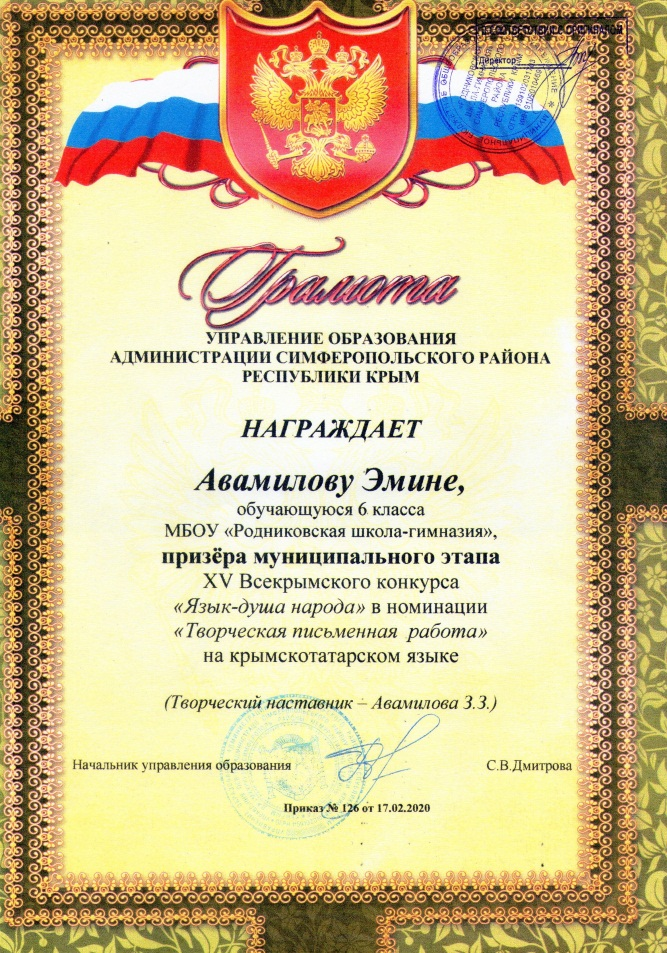 Директор
Грамота
УПРАВЛЕНИЕ ОБРАЗОВАНИЯ
АДМИНИСТРАЦИИ СИМФЕРОПОЛЬСКОГО РАЙОНА
РЕСПУБЛИКИ КРЫМ
НАГРАЖДАЕТ
Авамилову Эмине,
обучающуюся 6 класса
МБОУ «Родниковская школа-гимназия»,
призёра муниципального этапа
XV Всекрымского конкурса
«Язык-душа народа» в номинации
«Творческая письменная работа»
на крымскотатарском языке
(Творческий наставник – Авамилова З.З.)
Начальник управления образования С.В.Дмитрова
Приказ № 126 от 17.02.2020